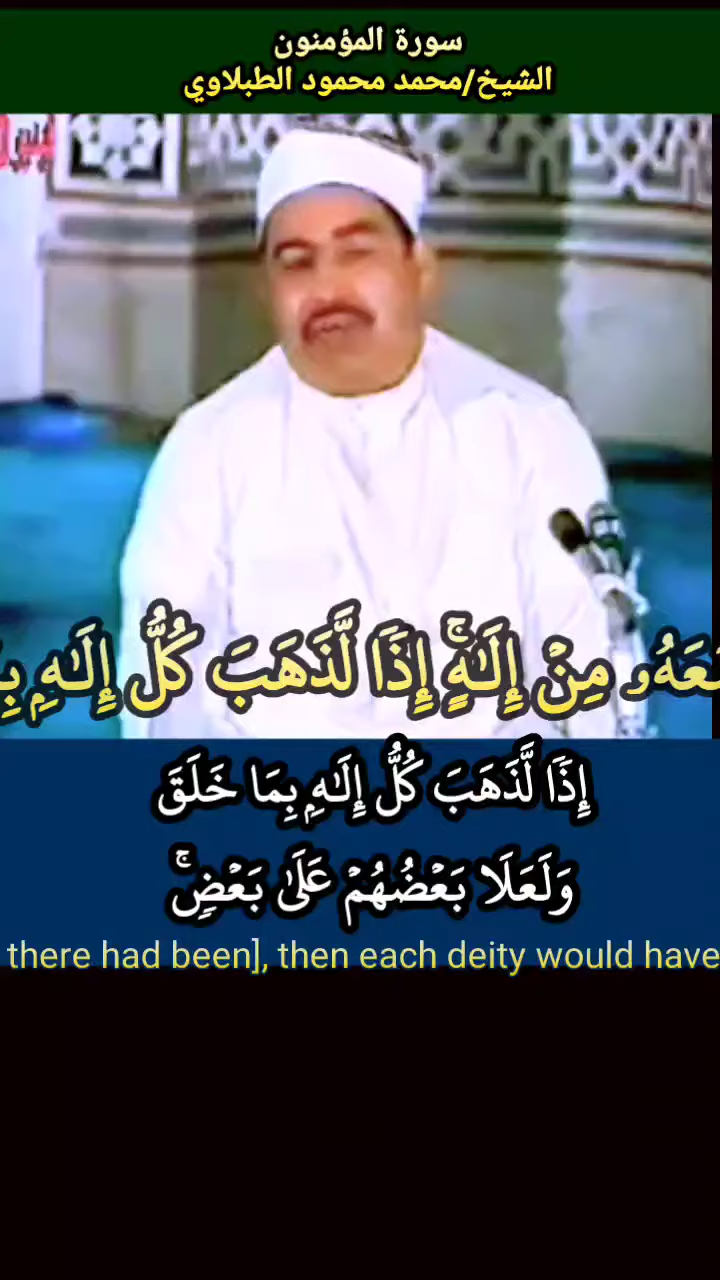 سورة المؤمنون
الشيخ/محمد محمود الطبلاوي
مَعَهُۥ مِنۡ إِلَٰهٍۚ إِذٗا لَّذَهَبَ كُلُّ إِلَٰهِۭ
إِذٗا لَّذَهَبَ كُلُّ إِلَٰهِۭ بِمَا خَلَقَ
وَلَعَلَا بَعۡضُهُمۡ عَلَىٰ بَعۡضٖۚ
there had been], then each deity would have